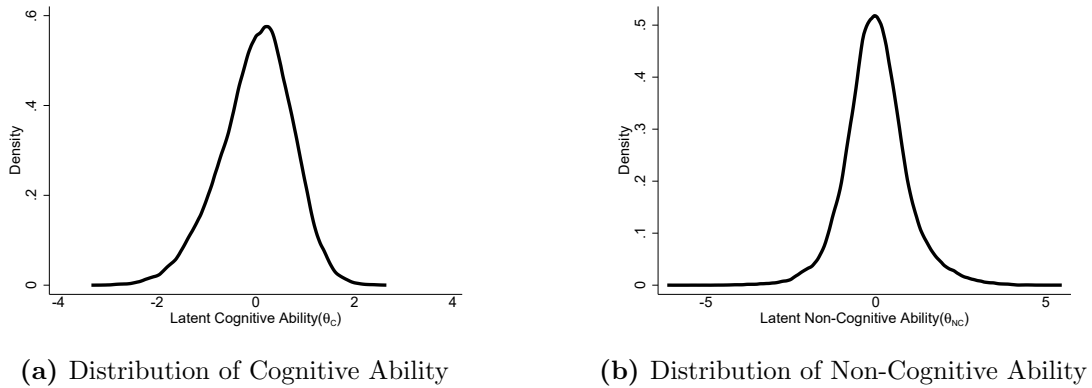 .6
.4
.2
0
Density
-4 -2 0 2 4
Latent Cognitive Ability(θC)
(a) Distribution of Cognitive Ability
.5
.4
.3
.2
.1
0
Density
-5 0 5
Latent Non-Cognitive Ability(θNC)
(b) Distribution of Non-Cognitive Ability